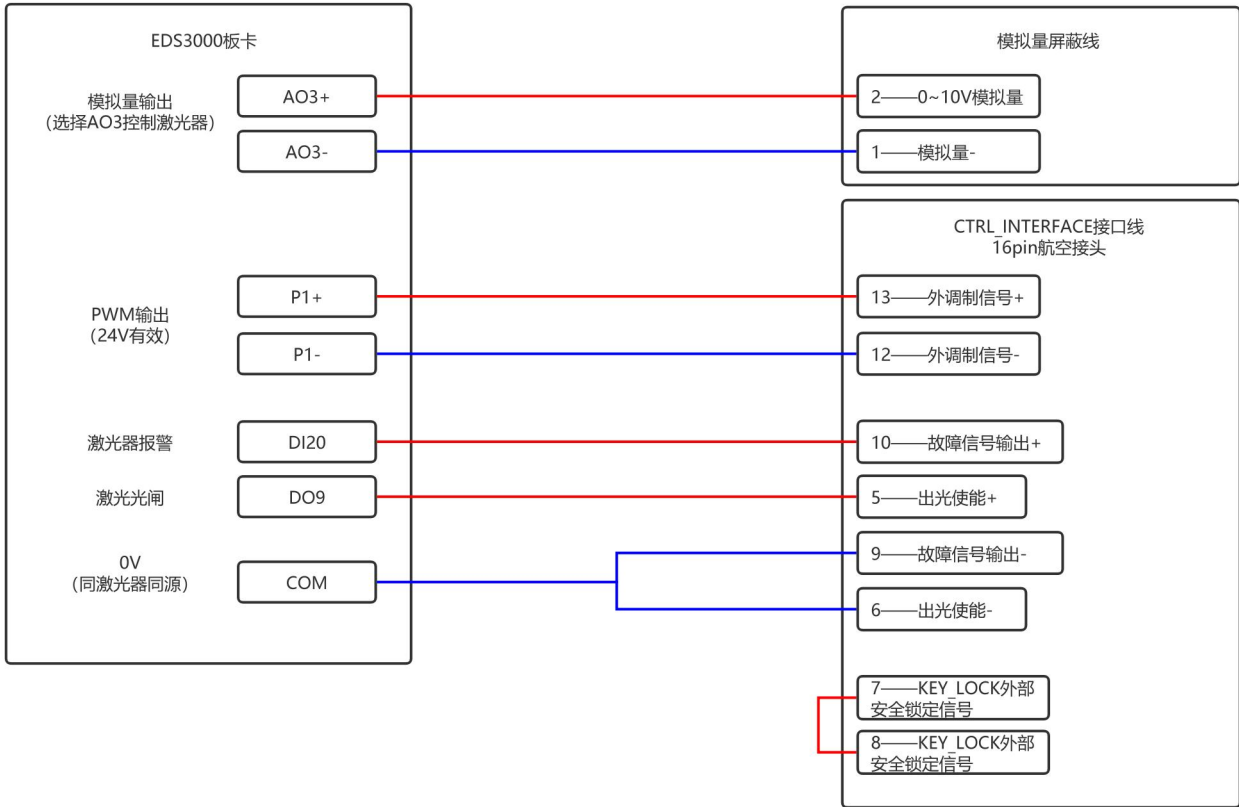 EDS3000板卡
模拟量输出
（选择AO3控制激光器）
AO3+
AO3-
PWM输出
（24V有效）
P1+
P1-
激光器报警
DI20
激光光闸
DO9
0V
（同激光器同源）
COM
模拟量屏蔽线
2——0~10V模拟量
1——模拟量-
CTRL_INTERFACE接口线
16pin航空接头
13——外调制信号+
12——外调制信号-
10——故障信号输出+
5——出光使能+
9——故障信号输出-
6——出光使能-
7——KEY_LOCK外部
安全锁定信号
8——KEY_LOCK外部
安全锁定信号